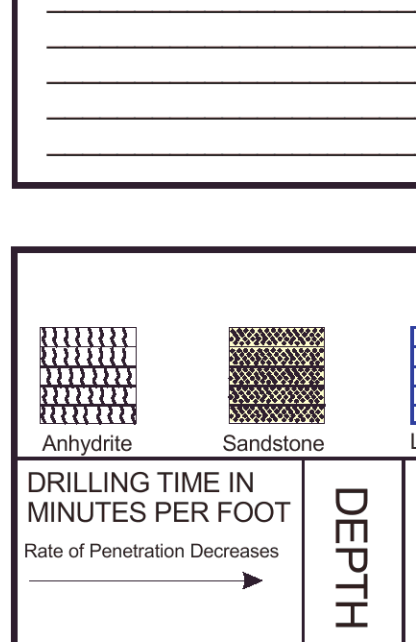 Anhydrite
Sandstone
L
DRILLING TIME IN
MINUTES PER FOOT
Rate of Penetration Decreases
DEPTH